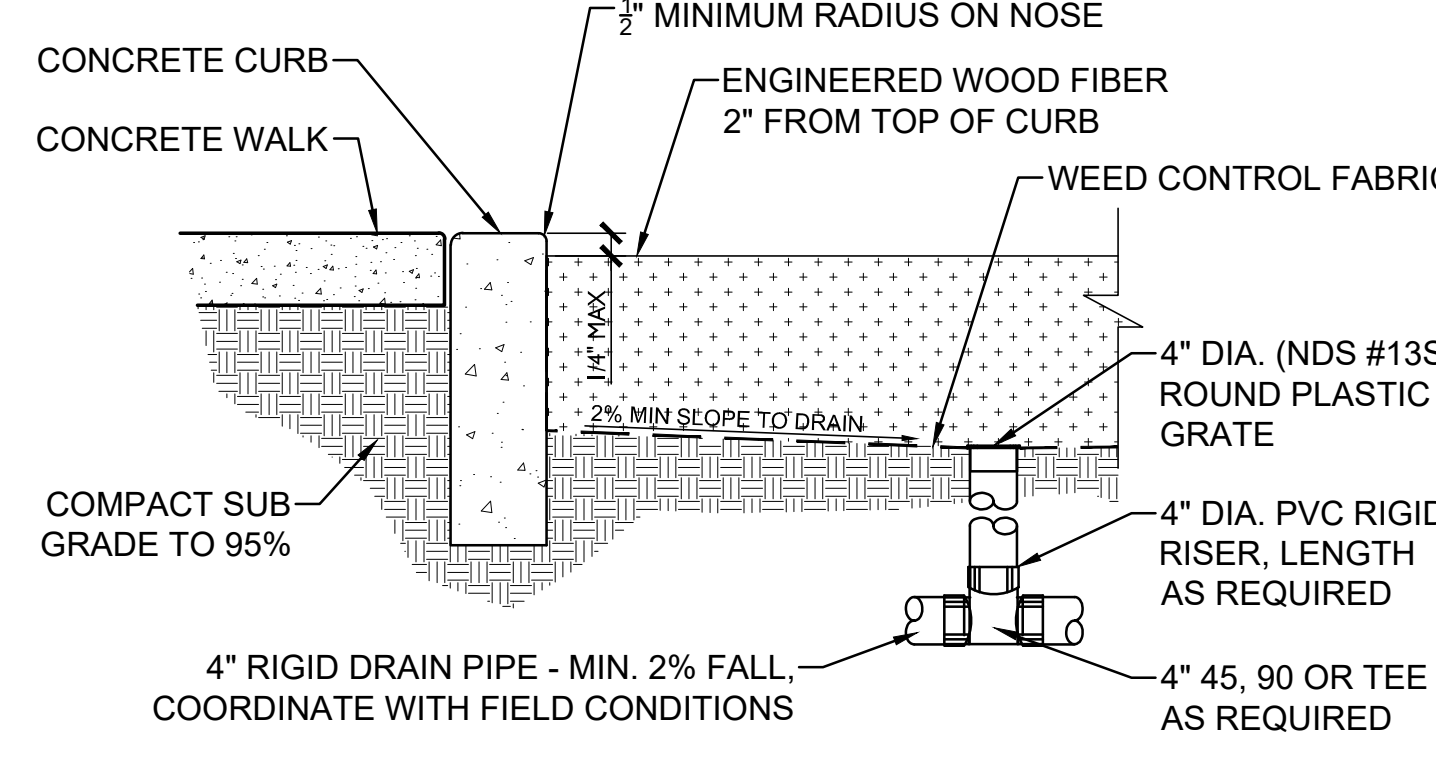 ½" MINIMUM RADIUS ON NOSE
CONCRETE CURB
ENGINEERED WOOD FIBER
2" FROM TOP OF CURB
CONCRETE WALK
WEED CONTROL FABRIC
1/4" MAX
4" DIA. (NDS #13S
ROUND PLASTIC
GRATE
2% MIN SLOPE TO DRAIN
COMPACT SUB
GRADE TO 95%
4" DIA. PVC RIGID
RISER, LENGTH
AS REQUIRED
4" RIGID DRAIN PIPE - MIN. 2% FALL,
COORDINATE WITH FIELD CONDITIONS
4" 45, 90 OR TEE
AS REQUIRED